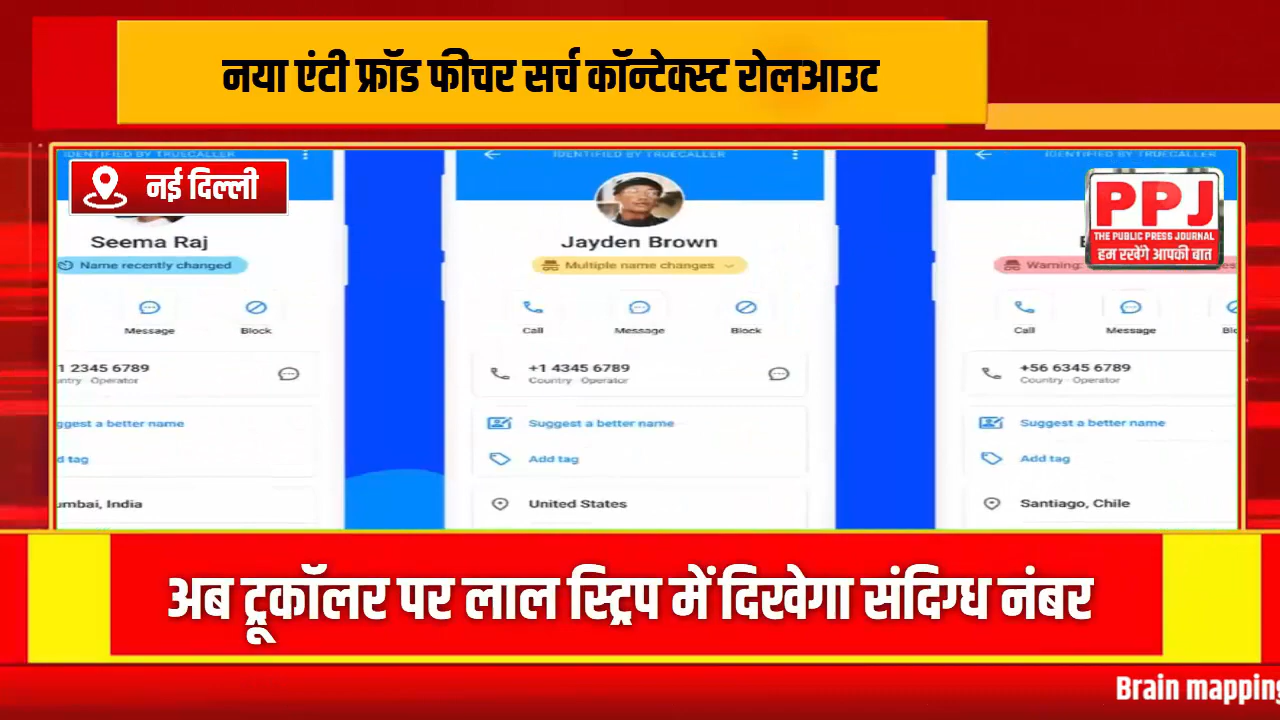 नया एंटी फ्रॉड फीचर सर्च कॉन्टेक्स्ट रोलआउट
नई दिल्ली
IDENTIFIED BY TRUECALLER
IDENTIFIED BY TRUECALLER
IDENTIFIED BY TRUECALLER
PPJ
THE PUBLIC PRESS JOURNAL
हम रखेंगे आपकी बात
Seema Raj
Name recently changed
Message
Block
1 2345 6789
Operator
a better name
tag
India
Jayden Brown
Multiple name changes
Call
Message
Block
+1 4345 6789
Country · Operator
Suggest a better name
Add tag
United States
Warning:
Call
Message
+56 6345 6789
Country · Operator
Suggest a better name
Add tag
Santiago, Chile
अब ट्रूकॉलर पर लाल स्ट्रिप में दिखेगा संदिग्ध नंबर
Brain mapping